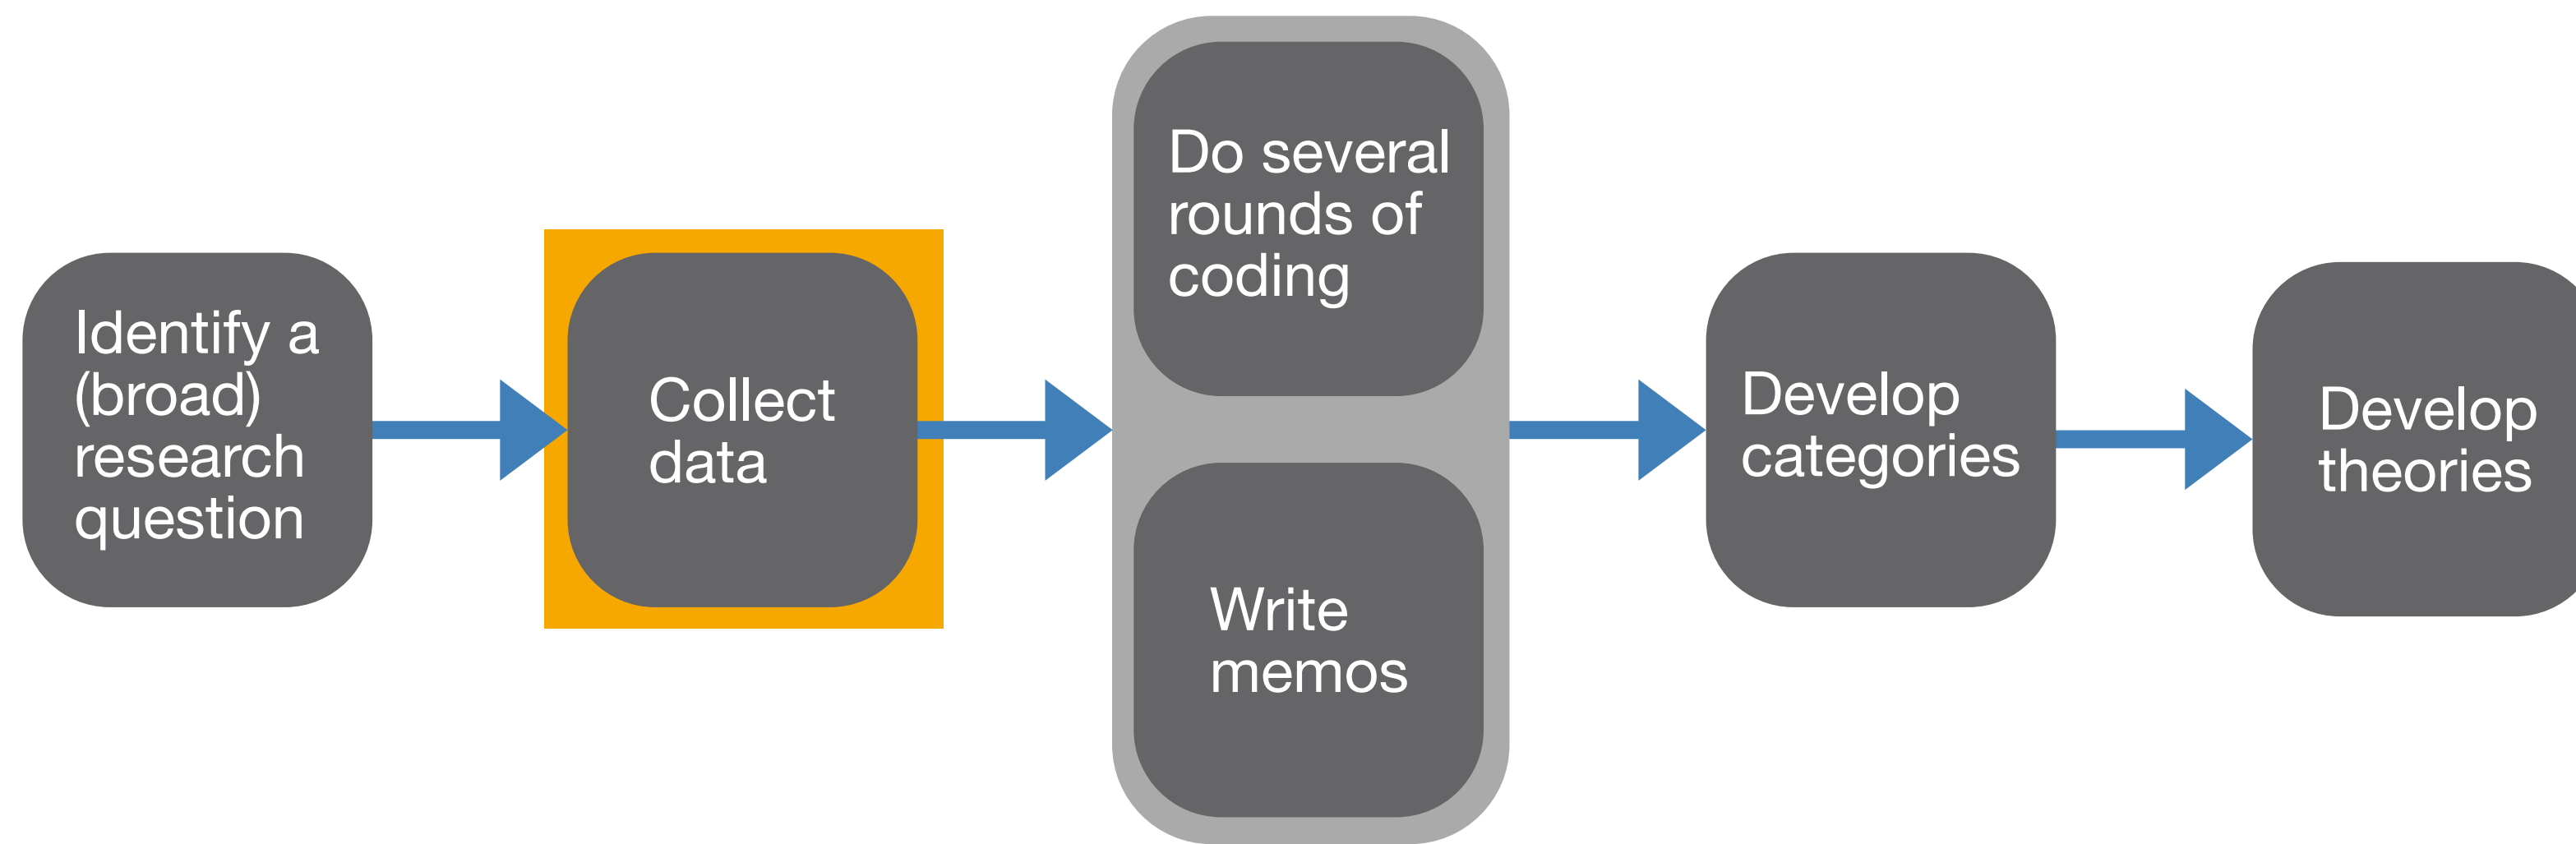 Identify a
(broad)
research
question
Collect
data
Do several
rounds of
coding
Write
memos
Develop
categories
Develop
theories